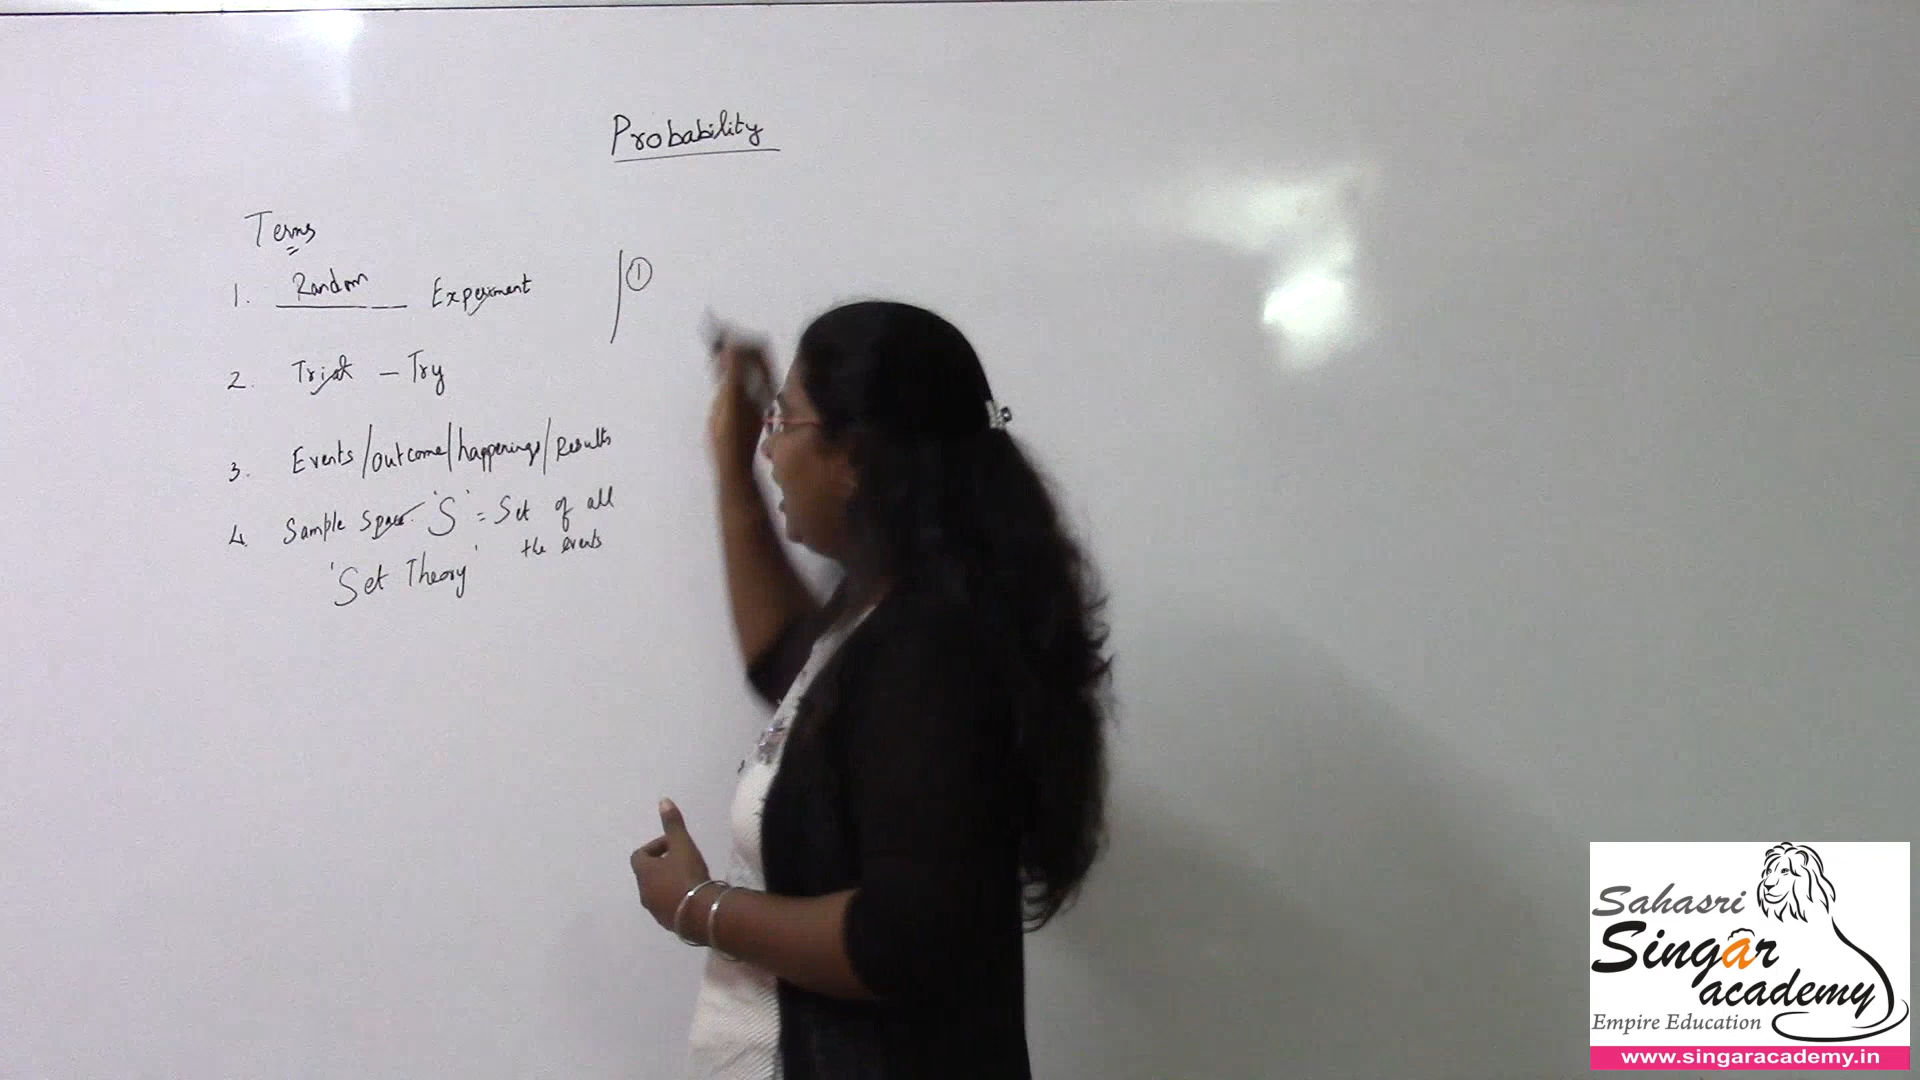 Probability
Terms
1. Random Experiment
2. Trial - Try
3. Events/outcome/happenings/Results
4. Sample Space 'S' = Set of all
the events
'Set Theory'
1
Sahasri
Singar
academy
Empire Education
www.singaracademy.in